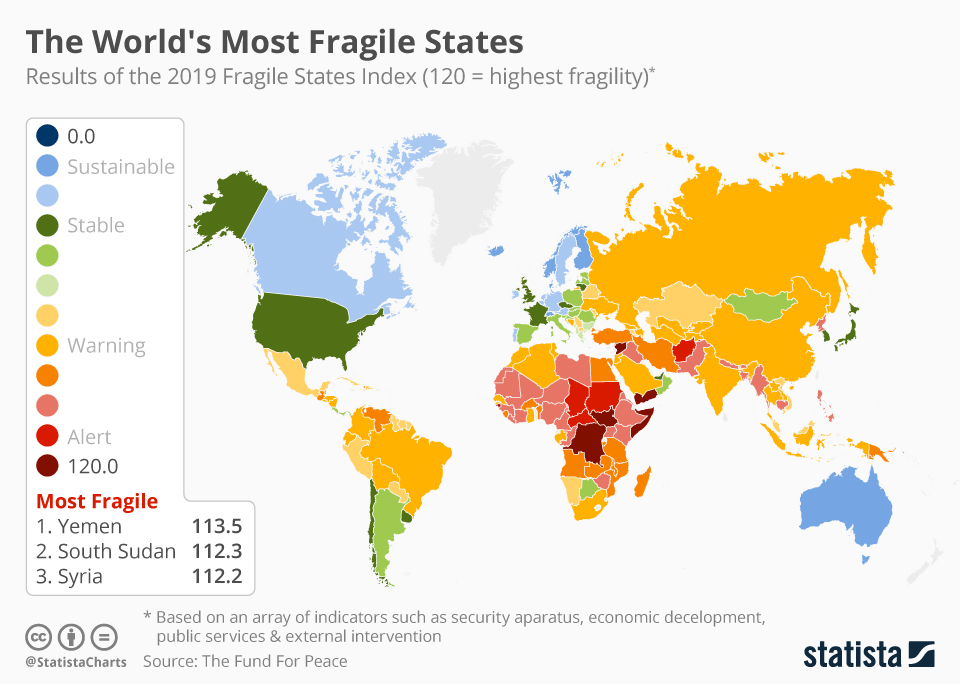 The World's Most Fragile States
Results of the 2019 Fragile States Index (120 = highest fragility)*
0.0
Sustainable
Stable
Warning
Alert
120.0
Most Fragile
1. Yemen 113.5
2. South Sudan 112.3
3. Syria 112.2
* Based on an array of indicators such as security aparatus, economic decelopment,
public services & external intervention
cc i =
@StatistaCharts
Source: The Fund For Peace
statista